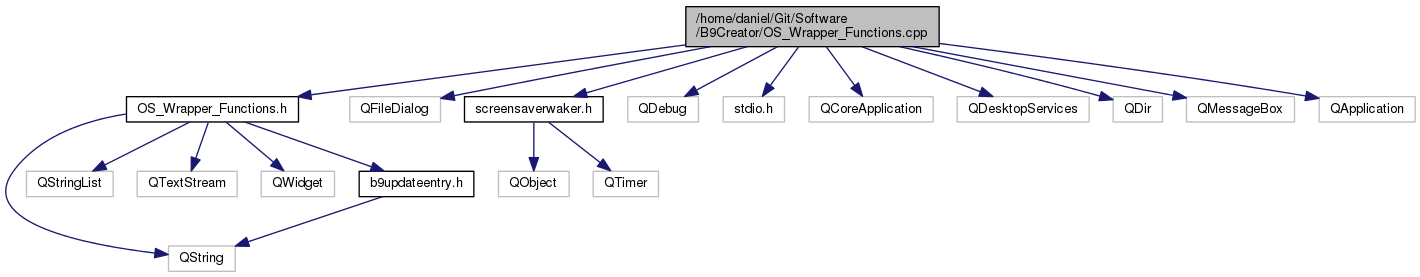 /home/daniel/Git/Software
/B9Creator/OS_Wrapper_Functions.cpp
OS_Wrapper_Functions.h
QFileDialog
screensaverwaker.h
QDebug
stdio.h
QCoreApplication
QDesktopServices
QDir
QMessageBox
QApplication
QStringList
QTextStream
QWidget
b9updateentry.h
QObject
QTimer
QString